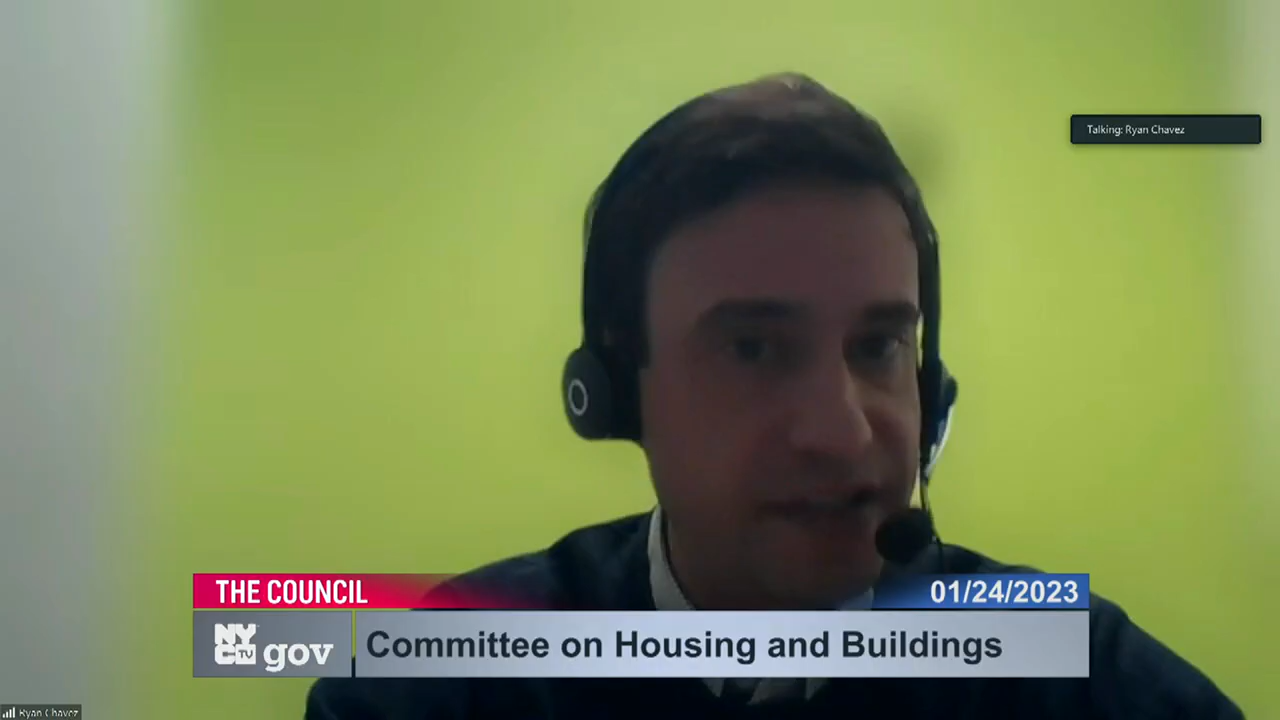 Talking: Ryan Chavez
THE COUNCIL
01/24/2023
NYC TV gov
Committee on Housing and Buildings
Ryan Chavez